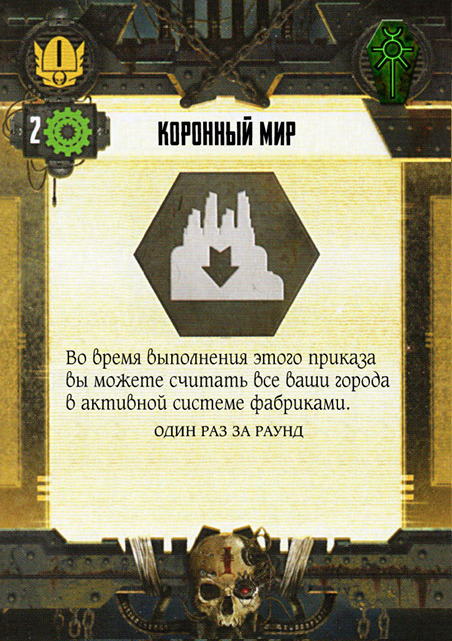 I
2
КОРОННЫЙ МИР
Во время выполнения этого приказа
вы можете считать все ваши города
в активной системе фабриками.
ОДИН РАЗ ЗА РАУНД
I